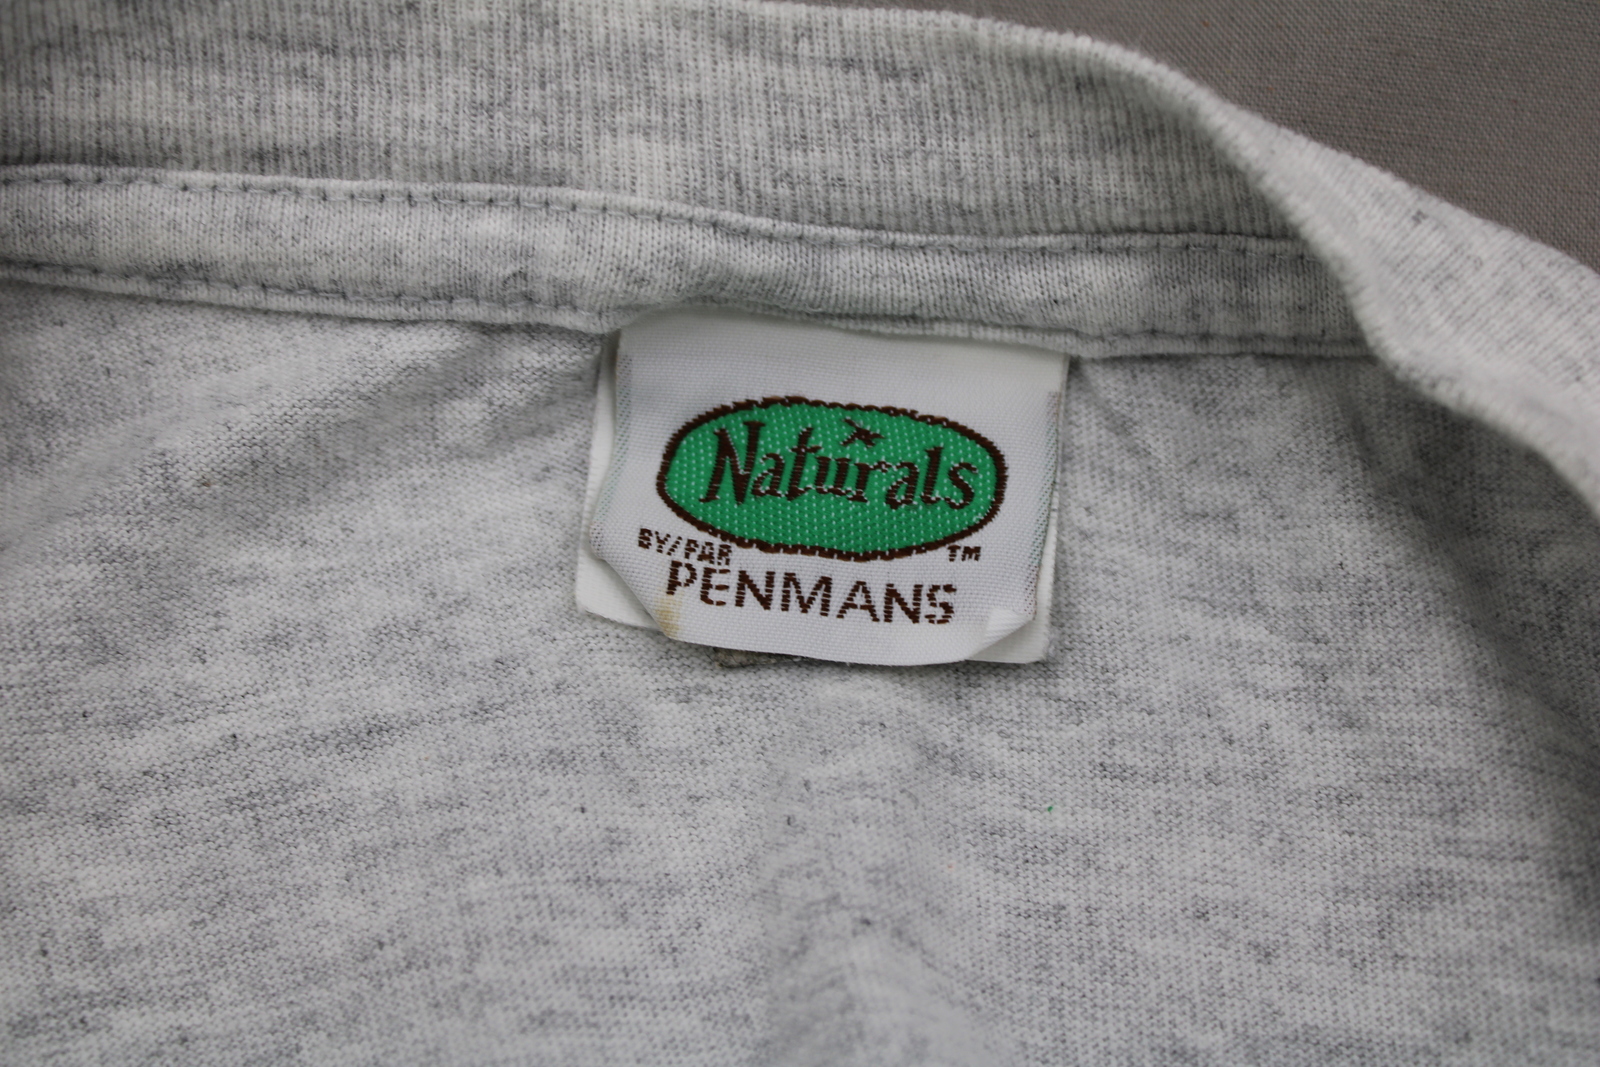 Naturals
BY/PAR
TM
PENMANS